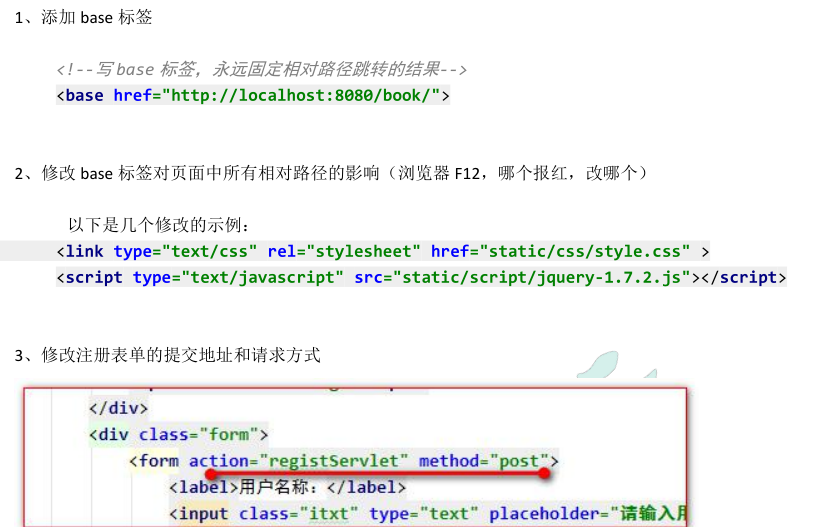 1、添加 base 标签
<!--写 base 标签，永远固定相对路径跳转的结果-->
<base href="http://localhost:8080/book/">
2、修改 base 标签对页面中所有相对路径的影响（浏览器 F12，哪个报红，改哪个）
以下是几个修改的示例：
<link type="text/css" rel="stylesheet" href="static/css/style.css" >
<script type="text/javascript" src="static/script/jquery-1.7.2.js"></script>
3、修改注册表单的提交地址和请求方式
</div>
<div class="form">
<form action="registServlet" method="post">
<label>用户名称：</label>
<input class="itxt" type="text" placeholder="请输入用